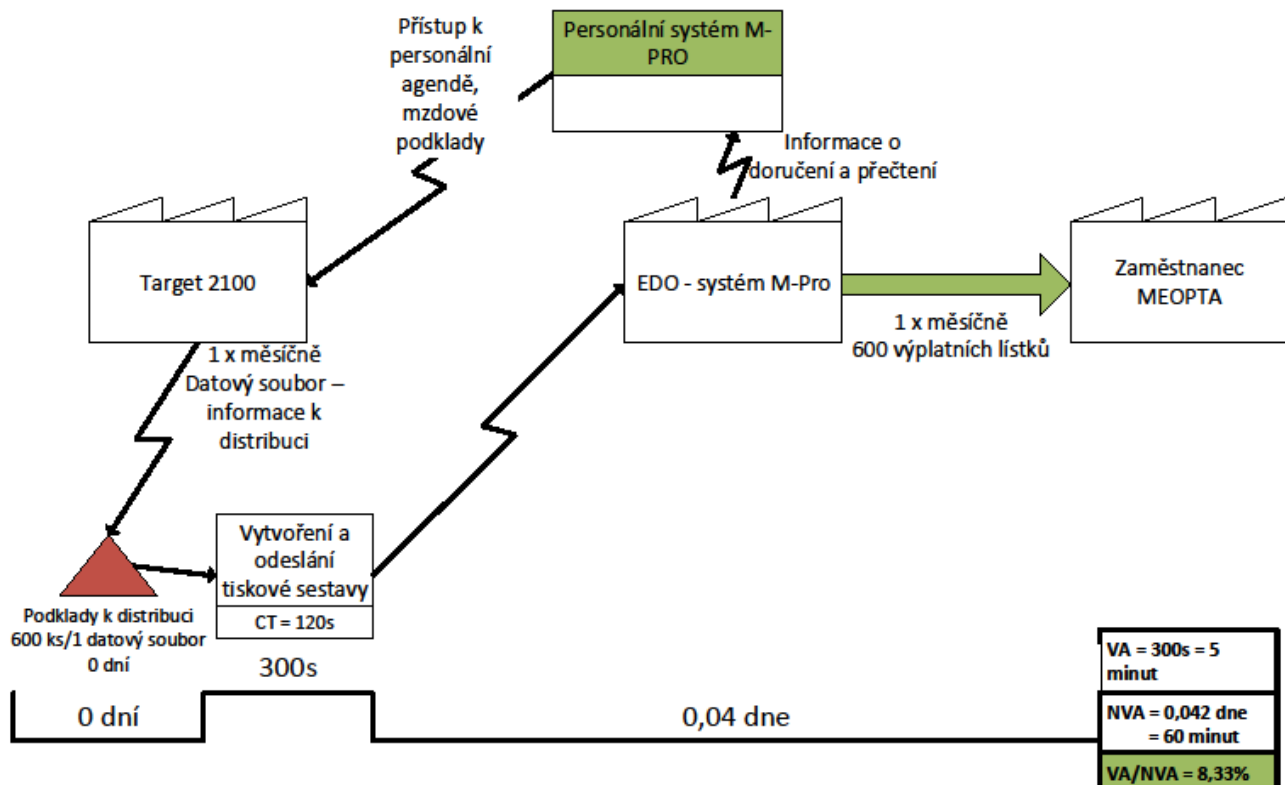 Přístup k
personální
agendě,
mzdové
podklady
Personální systém M-
PRO
Informace o
doručení a přečtení
Target 2100
EDO - systém M-Pro
Zaměstnanec
MEOPTA
1 x měsíčně
600 výplatních lístků
1 x měsíčně
Datový soubor –
informace k
distribuci
Vytvoření a
odeslání
tiskové sestavy
CT = 120s
Podklady k distribuci
600 ks/1 datový soubor
0 dní
300s
0 dní
0,04 dne
VA = 300s = 5
minut
NVA = 0,042 dne
= 60 minut
VA/NVA = 8,33%